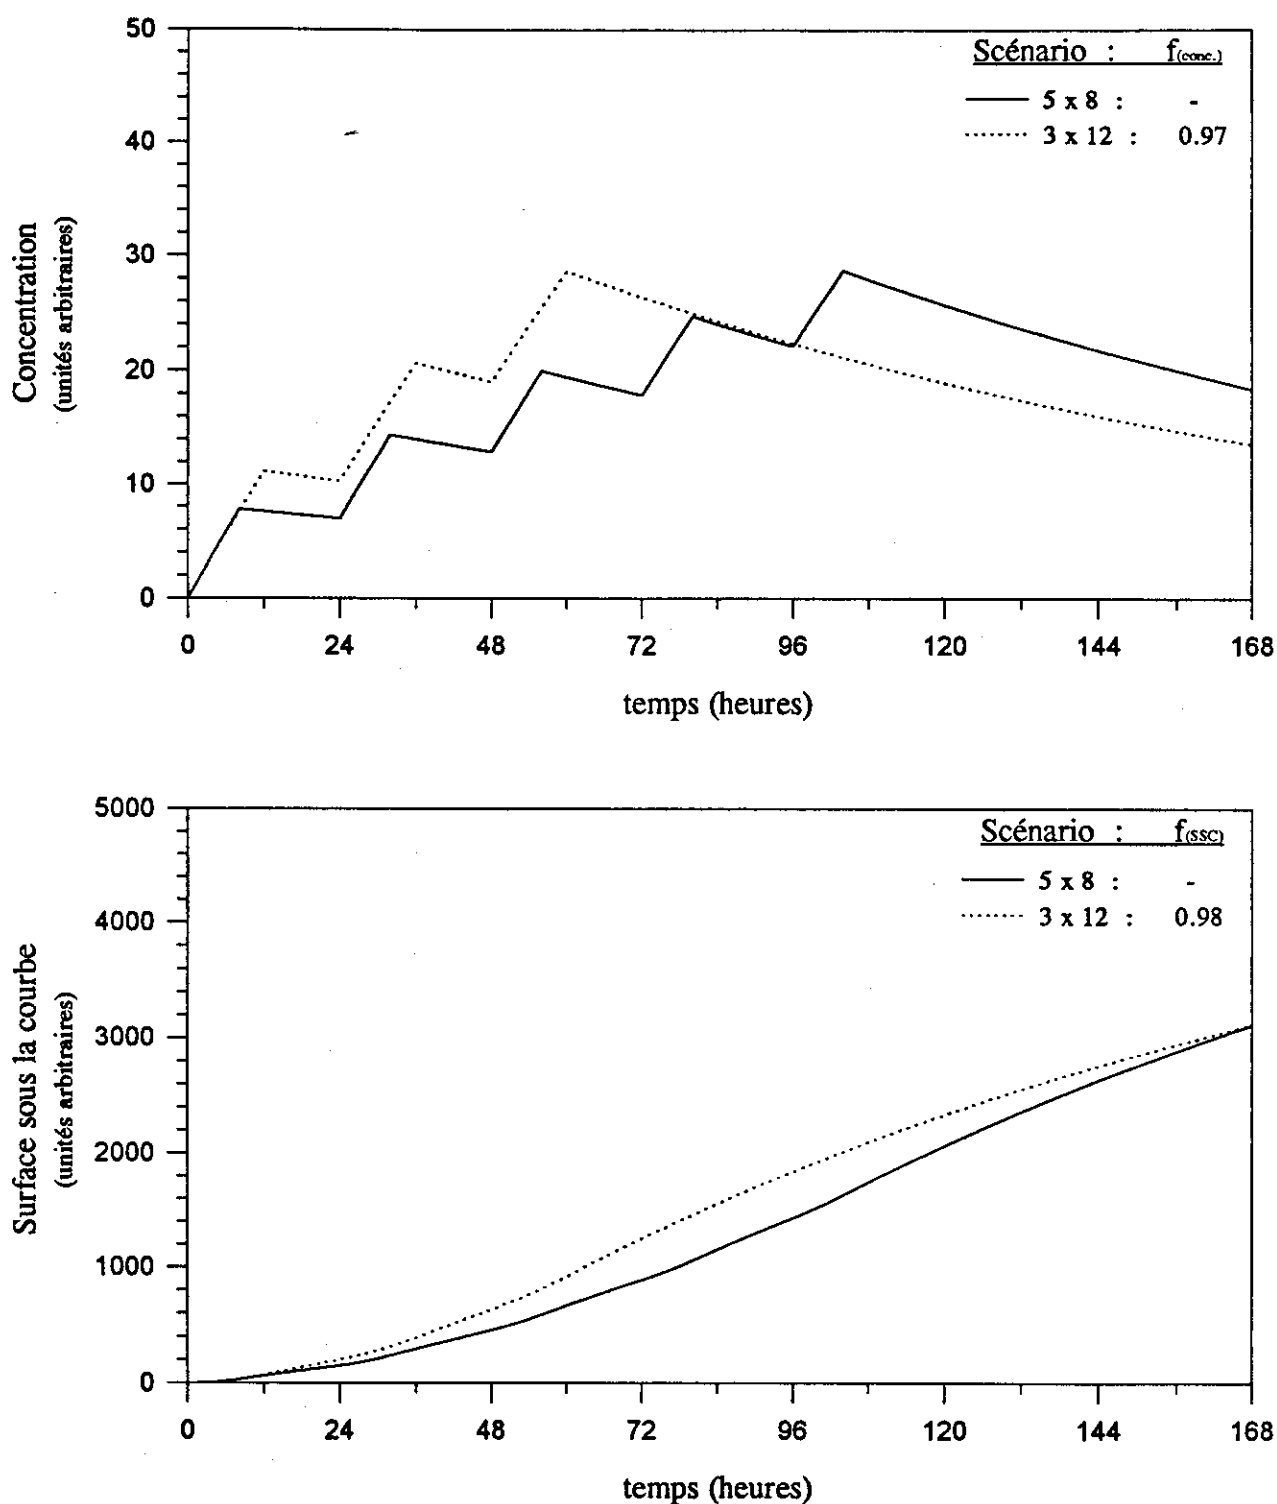 50
40
30
20
10
0
Concentration
(unités arbitraires)
Scénario : f(conc.)
5 x 8 : -
3 x 12 : 0.97
0 24 48 72 96 120 144 168
temps (heures)
5000
4000
3000
2000
1000
0
Surface sous la courbe
(unités arbitraires)
Scénario : f(SSC)
5 x 8 : -
3 x 12 : 0.98
0 24 48 72 96 120 144 168
temps (heures)